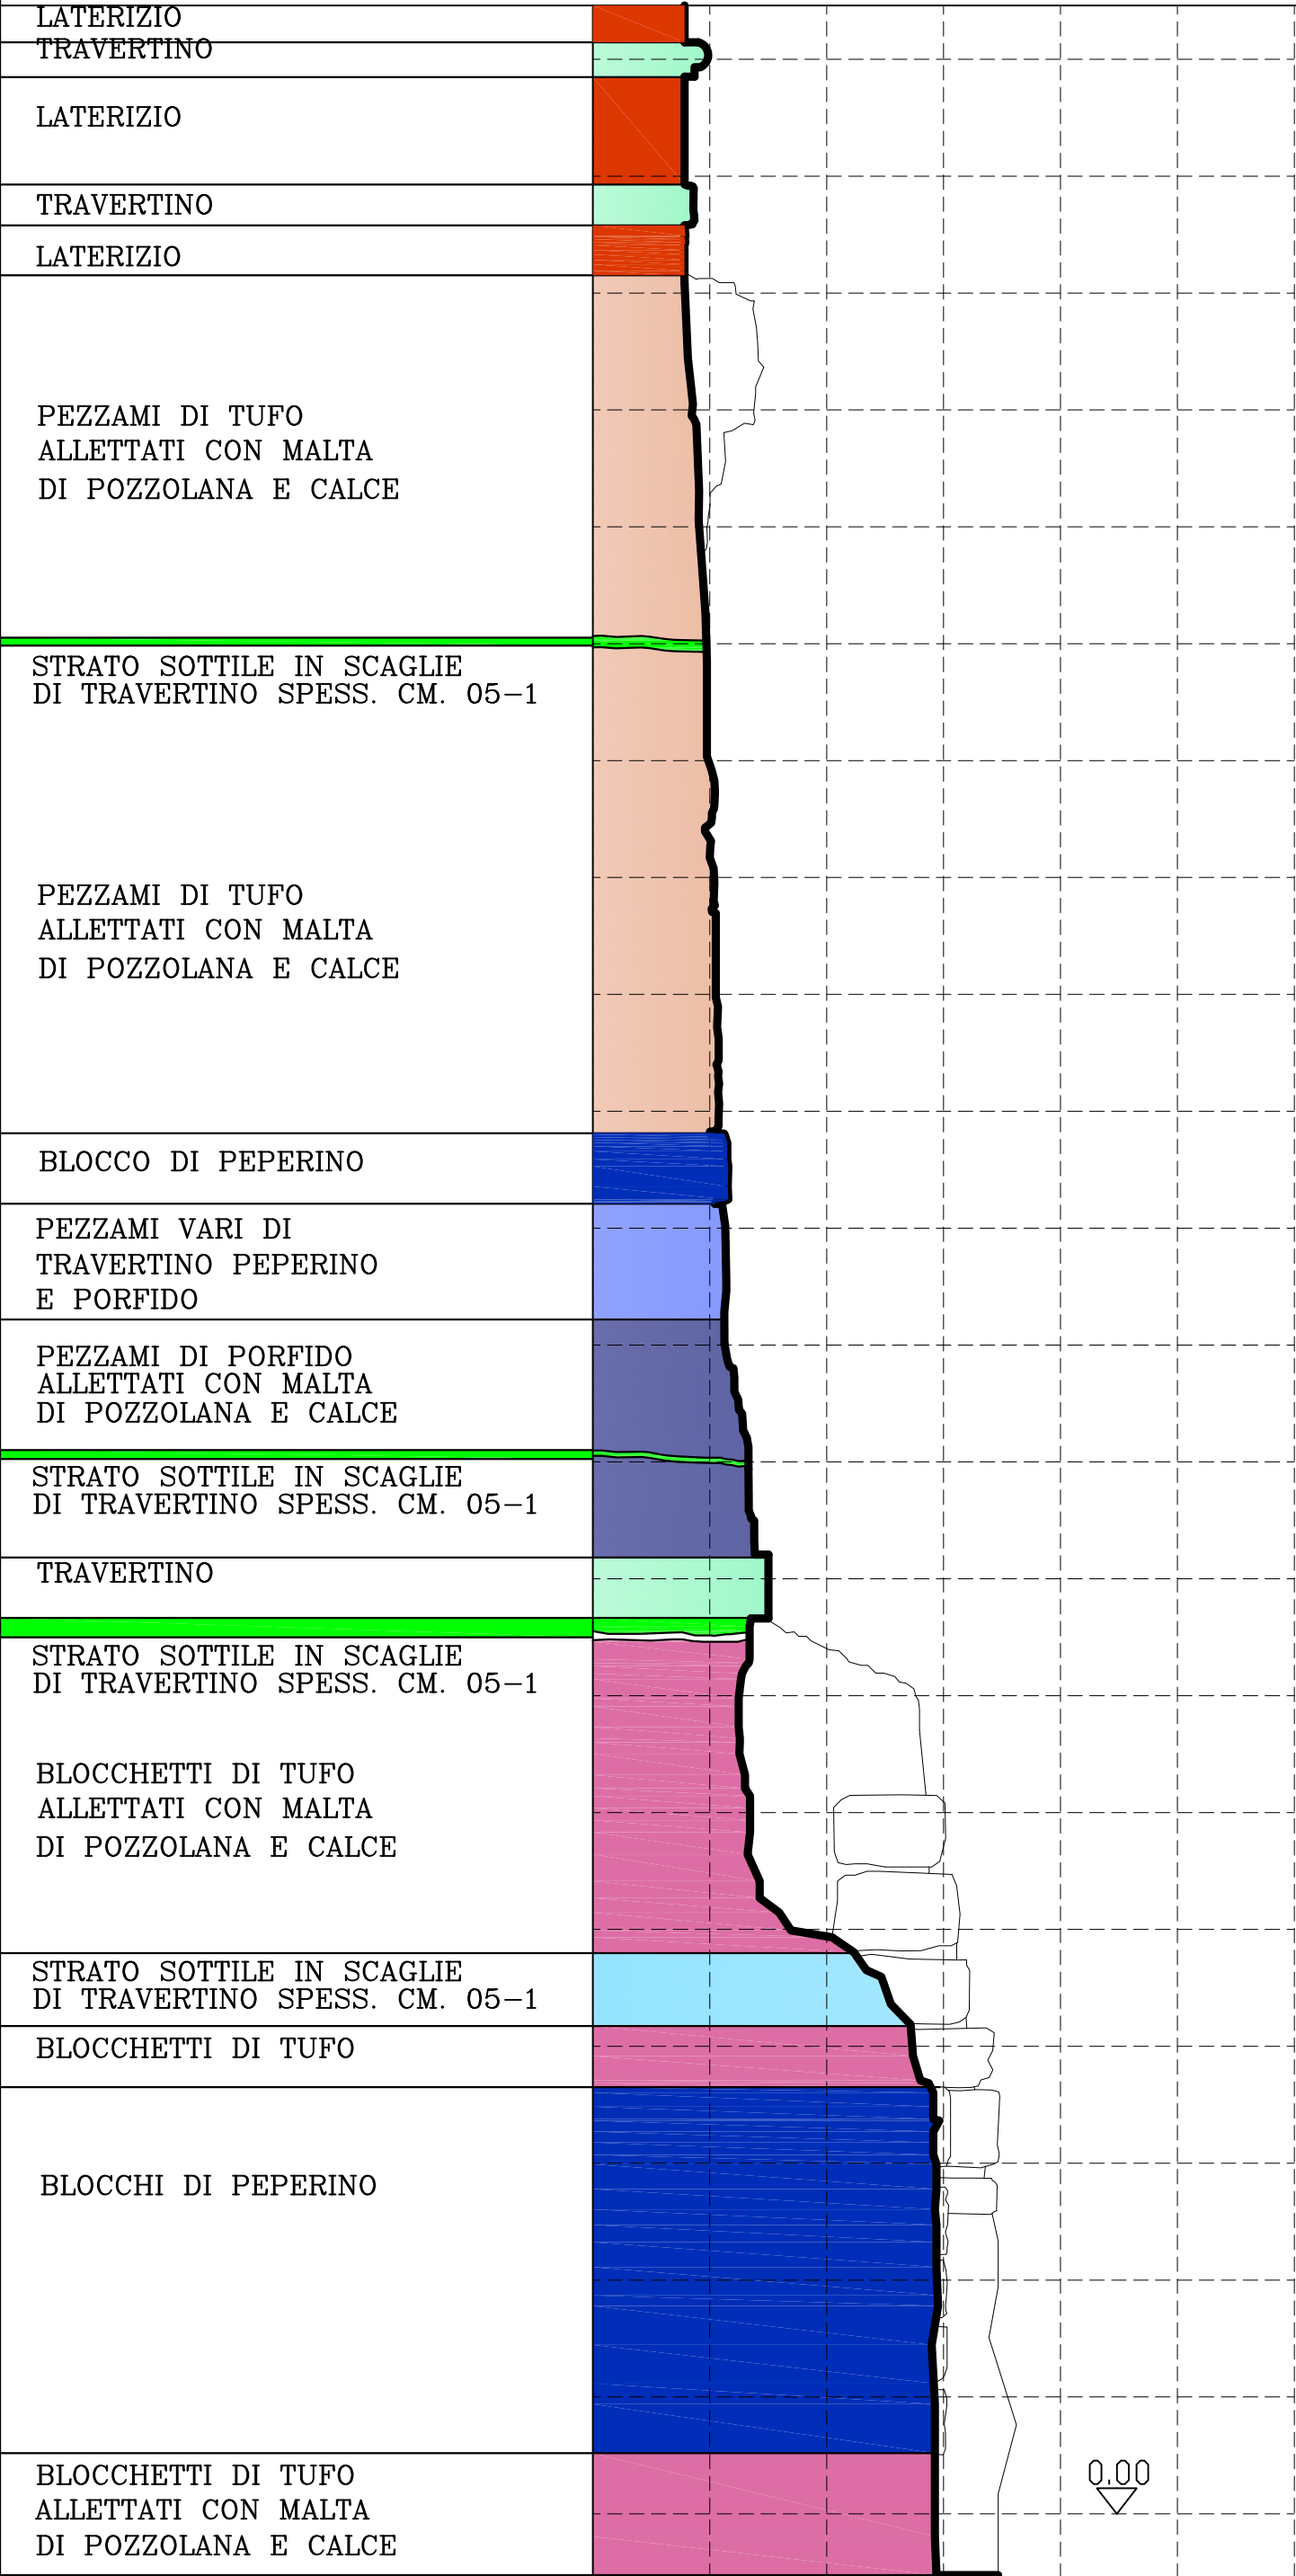 LATERIZIO
TRAVERTINO
LATERIZIO
TRAVERTINO
LATERIZIO
PEZZAMI DI TUFO
ALLETTATI CON MALTA
DI POZZOLANA E CALCE
STRATO SOTTILE IN SCAGLIE
DI TRAVERTINO SPESS. CM. 05-1
PEZZAMI DI TUFO
ALLETTATI CON MALTA
DI POZZOLANA E CALCE
BLOCCO DI PEPERINO
PEZZAMI VARI DI
TRAVERTINO PEPERINO
E PORFIDO
PEZZAMI DI PORFIDO
ALLETTATI CON MALTA
DI POZZOLANA E CALCE
STRATO SOTTILE IN SCAGLIE
DI TRAVERTINO SPESS. CM. 05-1
TRAVERTINO
STRATO SOTTILE IN SCAGLIE
DI TRAVERTINO SPESS. CM. 05-1
BLOCCHETTI DI TUFO
ALLETTATI CON MALTA
DI POZZOLANA E CALCE
STRATO SOTTILE IN SCAGLIE
DI TRAVERTINO SPESS. CM. 05-1
BLOCCHETTI DI TUFO
BLOCCHI DI PEPERINO
BLOCCHETTI DI TUFO
ALLETTATI CON MALTA
DI POZZOLANA E CALCE
0,00